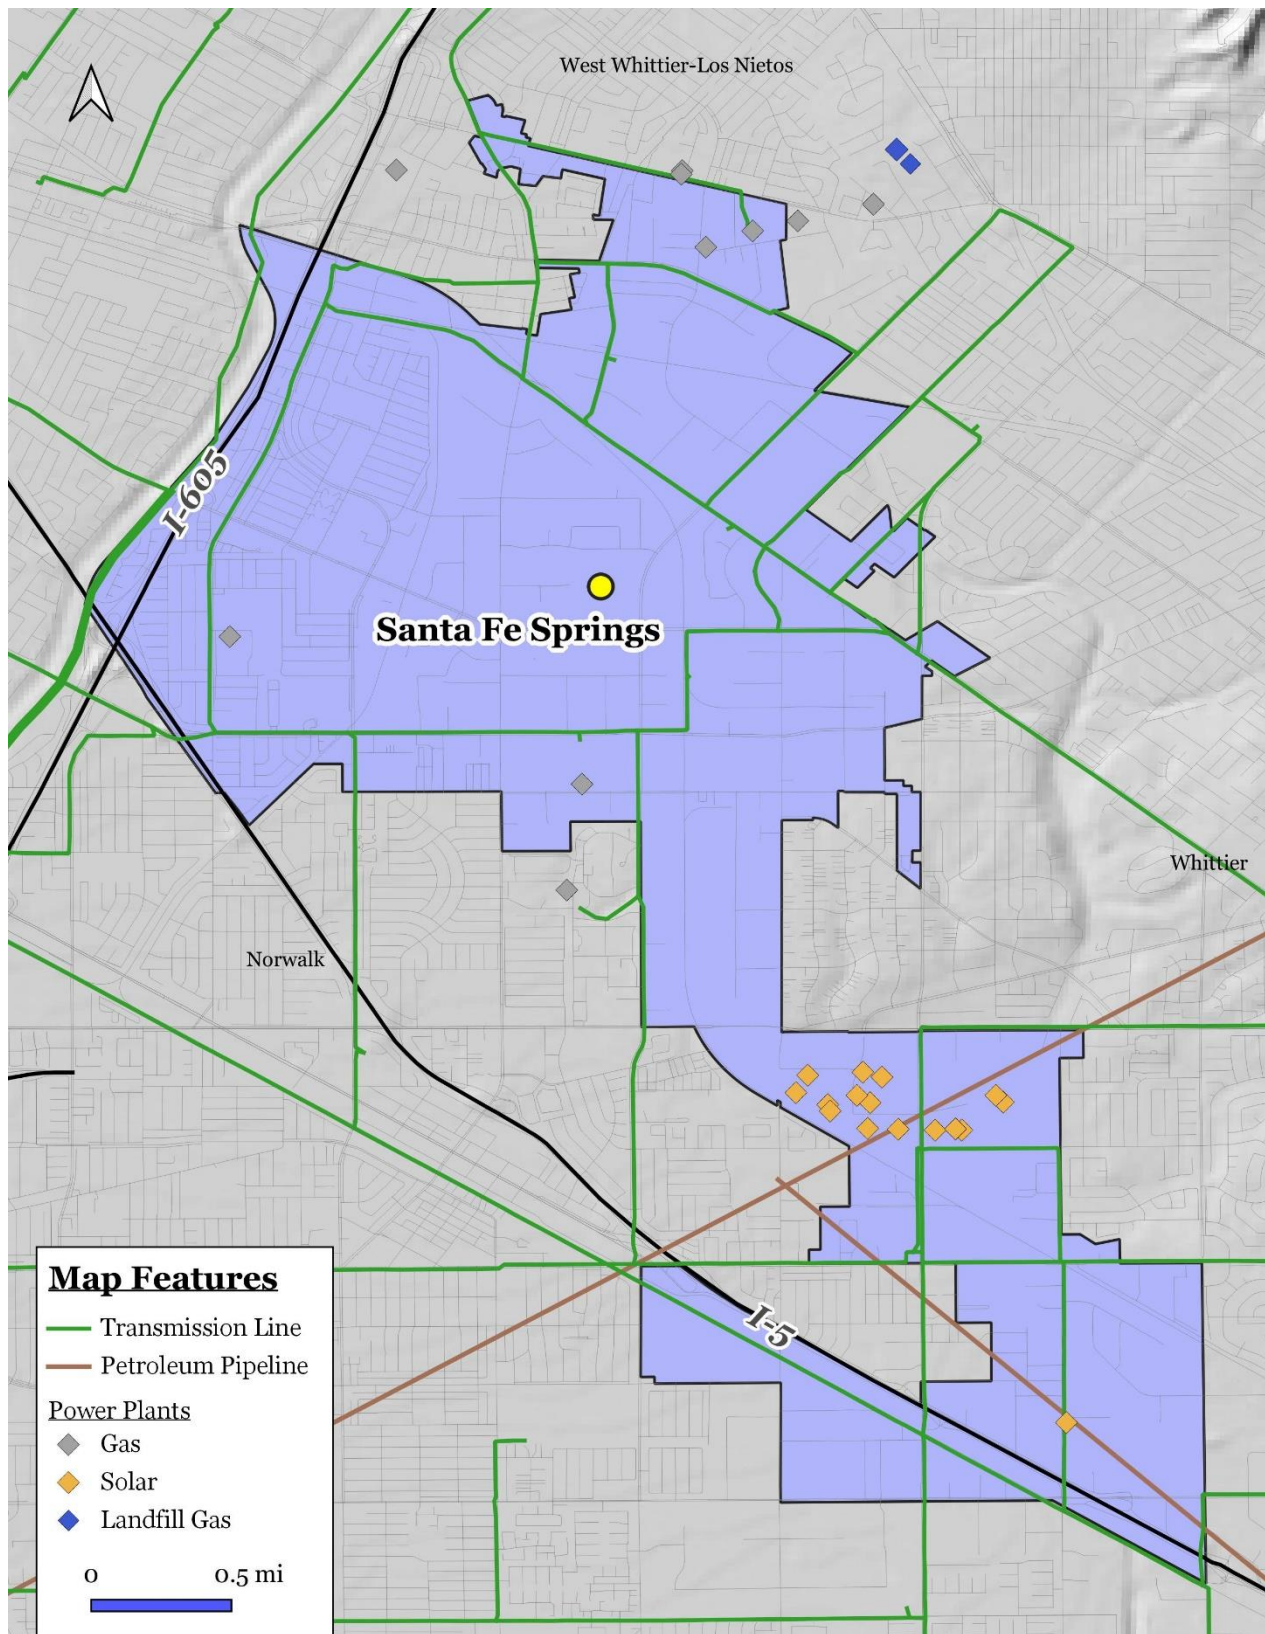 West Whittier-Los Nietos
I-605
Santa Fe Springs
Whittier
Norwalk
I-5
Map Features
Transmission Line
Petroleum Pipeline
Power Plants
Gas
Solar
Landfill Gas
0 0.5 mi